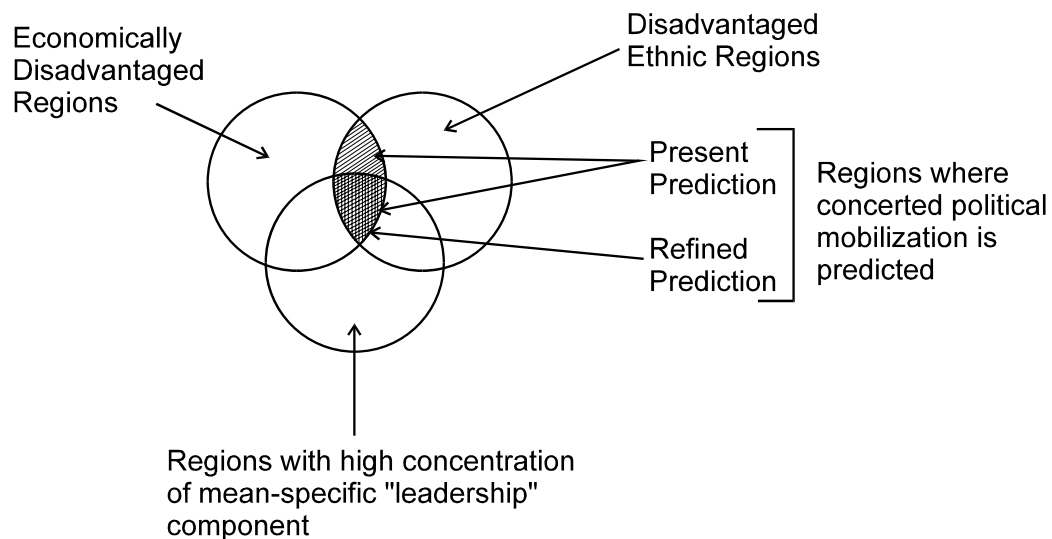 Economically
Disadvantaged
Regions
Disadvantaged
Ethnic Regions
Present
Prediction
Refined
Prediction
Regions where
concerted political
mobilization is
predicted
Regions with high concentration
of mean-specific "leadership"
component